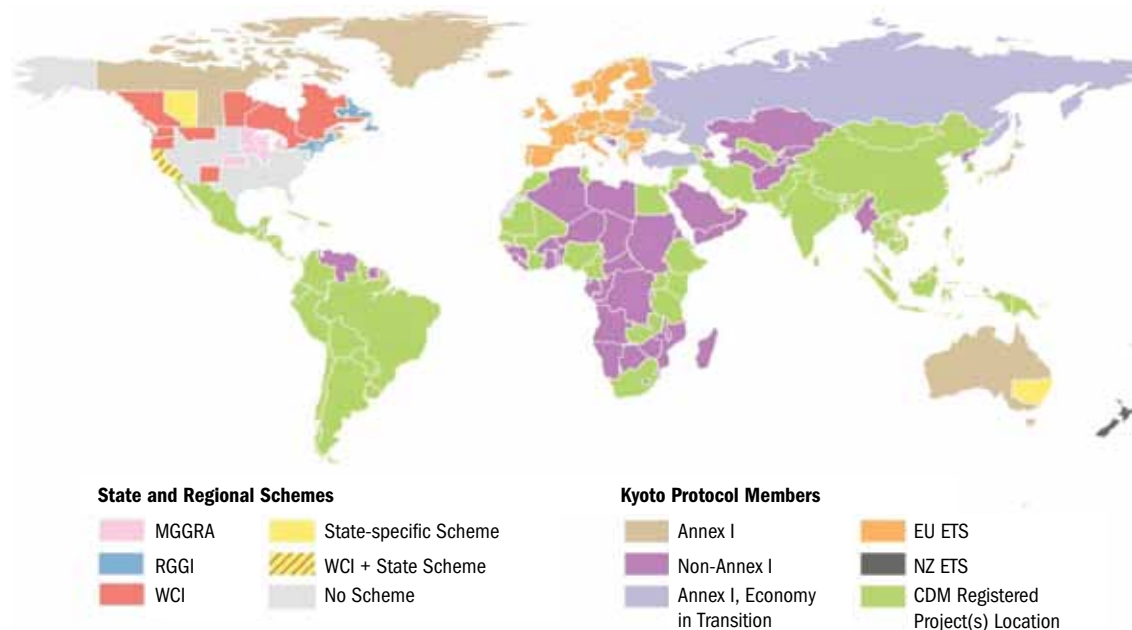 State and Regional Schemes
MGGRA
RGGI
WCI
State-specific Scheme
WCI + State Scheme
No Scheme
Kyoto Protocol Members
Annex I
Non-Annex I
Annex I, Economy
in Transition
EU ETS
NZ ETS
CDM Registered
Project(s) Location